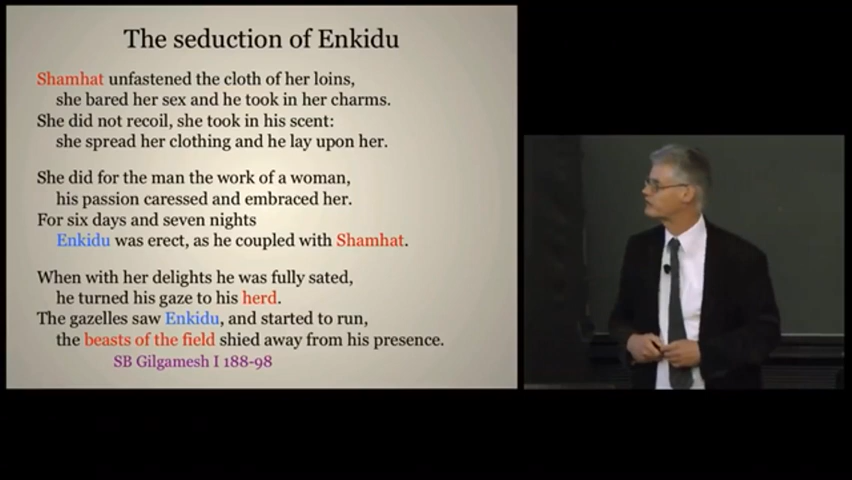 The seduction of Enkidu
Shamhat unfastened the cloth of her loins,
she bared her sex and he took in her charms.
She did not recoil, she took in his scent:
she spread her clothing and he lay upon her.
She did for the man the work of a woman,
his passion caressed and embraced her.
For six days and seven nights
Enkidu was erect, as he coupled with Shamhat.
When with her delights he was fully sated,
he turned his gaze to his herd.
The gazelles saw Enkidu, and started to run,
the beasts of the field shied away from his presence.
SB Gilgamesh I 188-98